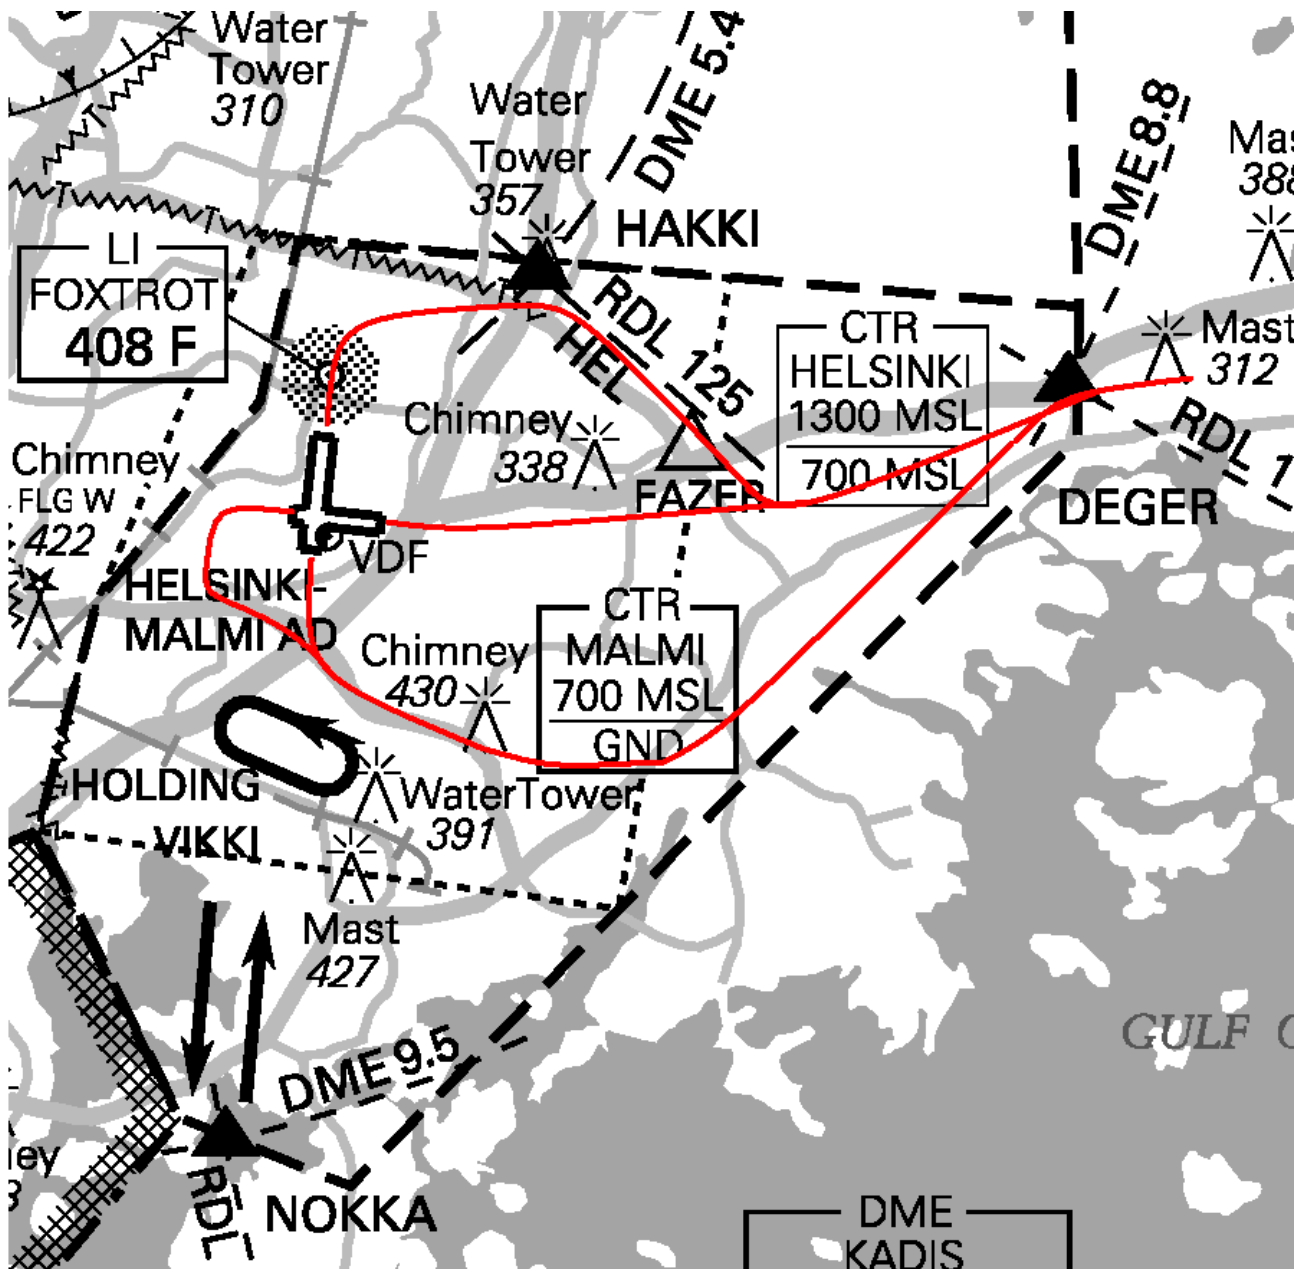 Water
Tower
310
Water
Tower
357
DME 5.4
HAKKI
DME 8.8
388
LI
FOXTROT
408 F
RDL 125
HEL
CTR
HELSINKI
1300 MSL
700 MSL
Mast
312
RDL 1
Chimney
338
FAZER
DEGER
Chimney
FLG W
422
VDF
HELSINKI-
MALMI AD
Chimney
430
CTR
MALMI
700 MSL
GND
HOLDING
VIKKI
WaterTower
391
Mast
427
GULF
DME 9.5
RDL
NOKKA
DME
KADIS